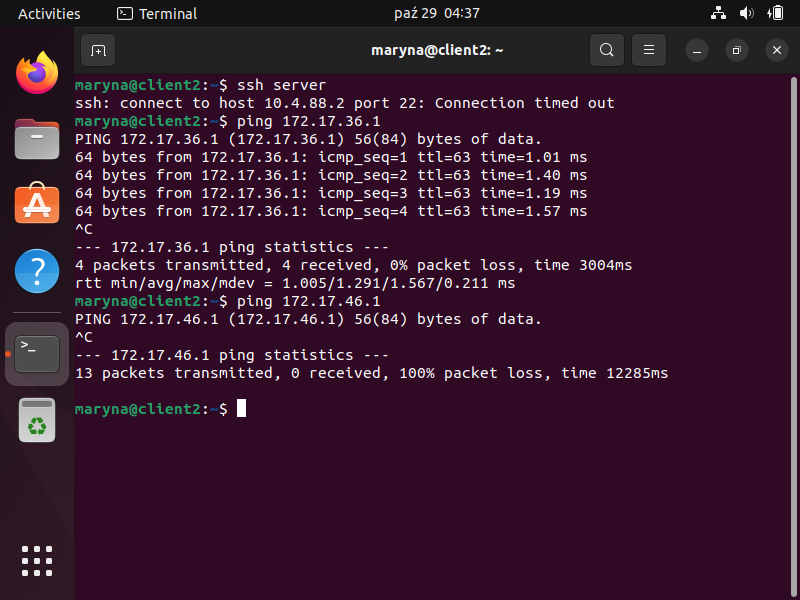 Activities Terminal paź 29 04:37
maryna@client2: ~
maryna@client2:~$ ssh server
ssh: connect to host 10.4.88.2 port 22: Connection timed out
maryna@client2:~$ ping 172.17.36.1
PING 172.17.36.1 (172.17.36.1) 56(84) bytes of data.
64 bytes from 172.17.36.1: icmp_seq=1 ttl=63 time=1.01 ms
64 bytes from 172.17.36.1: icmp_seq=2 ttl=63 time=1.40 ms
64 bytes from 172.17.36.1: icmp_seq=3 ttl=63 time=1.19 ms
64 bytes from 172.17.36.1: icmp_seq=4 ttl=63 time=1.57 ms
^C
--- 172.17.36.1 ping statistics ---
4 packets transmitted, 4 received, 0% packet loss, time 3004ms
rtt min/avg/max/mdev = 1.005/1.291/1.567/0.211 ms
maryna@client2:~$ ping 172.17.46.1
PING 172.17.46.1 (172.17.46.1) 56(84) bytes of data.
^C
--- 172.17.46.1 ping statistics ---
13 packets transmitted, 0 received, 100% packet loss, time 12285ms
maryna@client2:~$